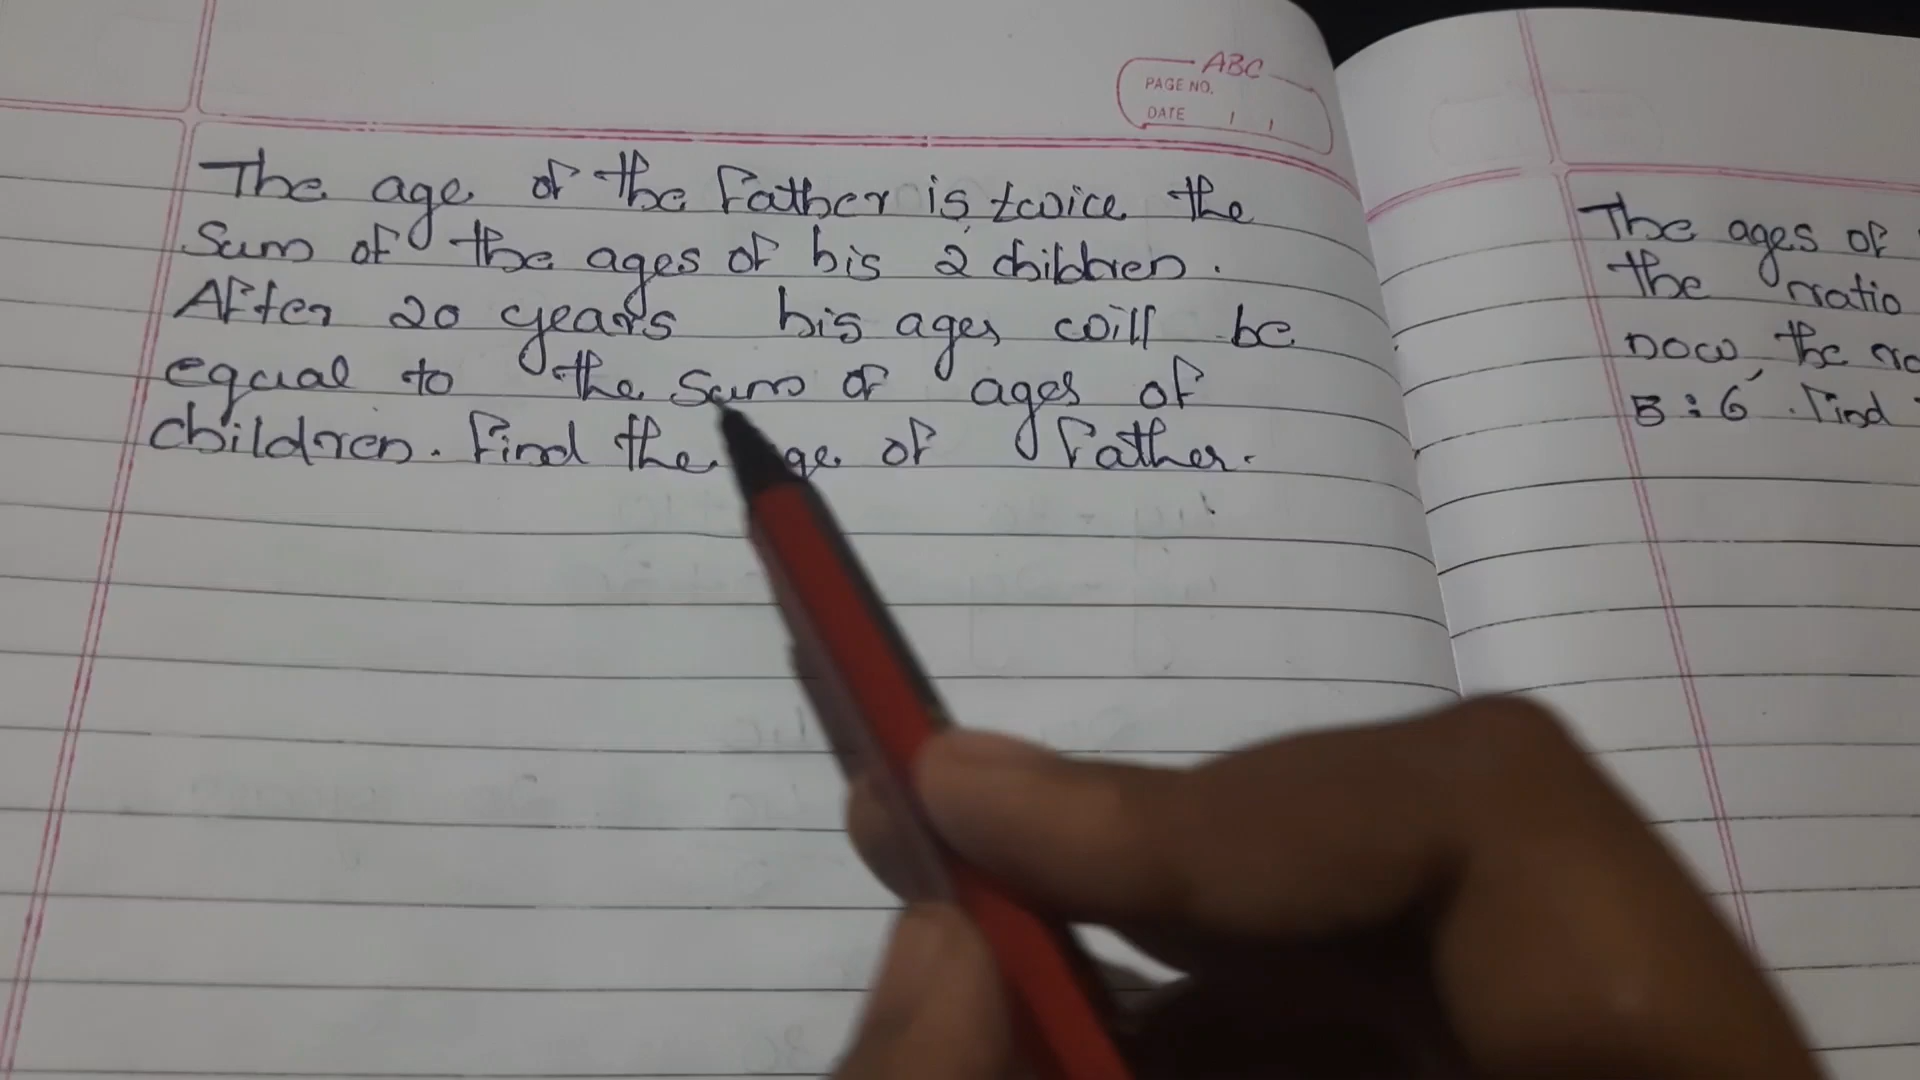 ABC
PAGE NO.
DATE / /
The age of the Father is twice the
Sum of the ages of his 2 children.
After 20 years his ages will be
equal to the Sum of ages of
children. Find the age of Father.
The ages of
the ratio
Now, the
5:6. Find